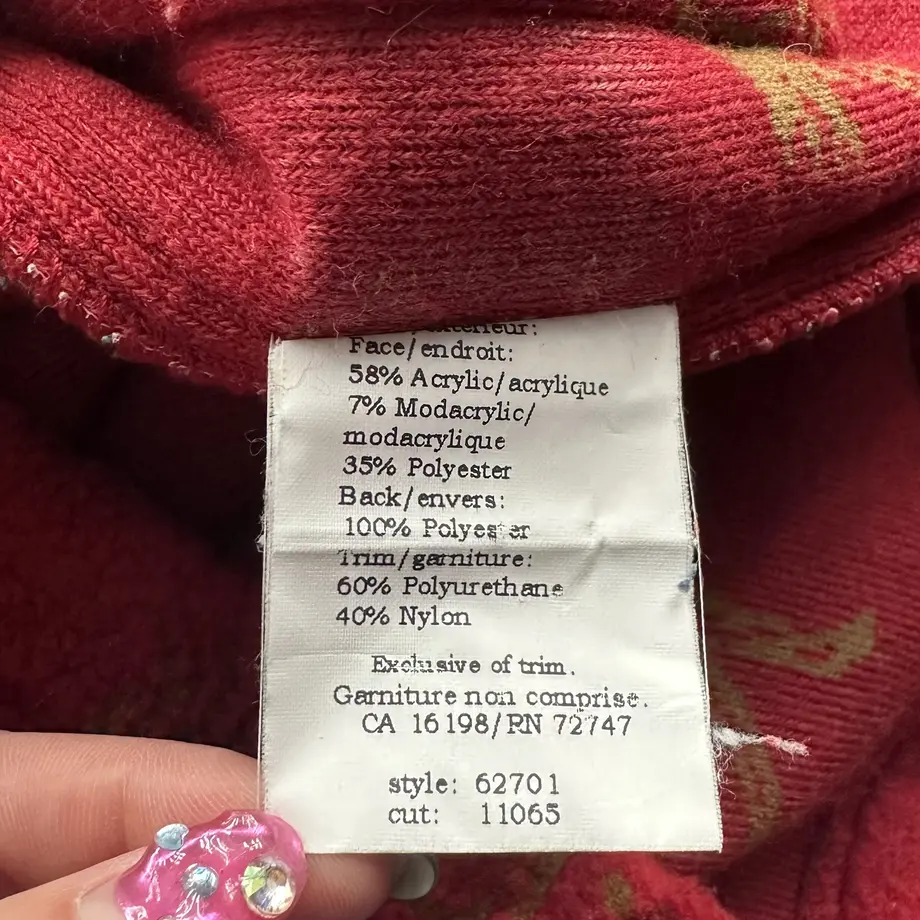 Face/endroit:
58% Acrylic/acrylique
7% Modacrylic/
modacrylique
35% Polyester
Back/envers:
100% Polyester
Trim/garniture:
60% Polyurethane
40% Nylon
Exclusive of trim.
Garniture non comprise.
CA 16198/RN 72747
style: 62701
cut: 11065